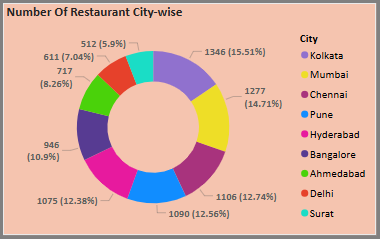 Number Of Restaurant City-wise
512 (5.9%)
611 (7.04%)
717
(8.26%)
946
(10.9%)
1075 (12.38%)
1090 (12.56%)
1106 (12.74%)
1277
(14.71%)
1346 (15.51%)
City
Kolkata
Mumbai
Chennai
Pune
Hyderabad
Bangalore
Ahmedabad
Delhi
Surat